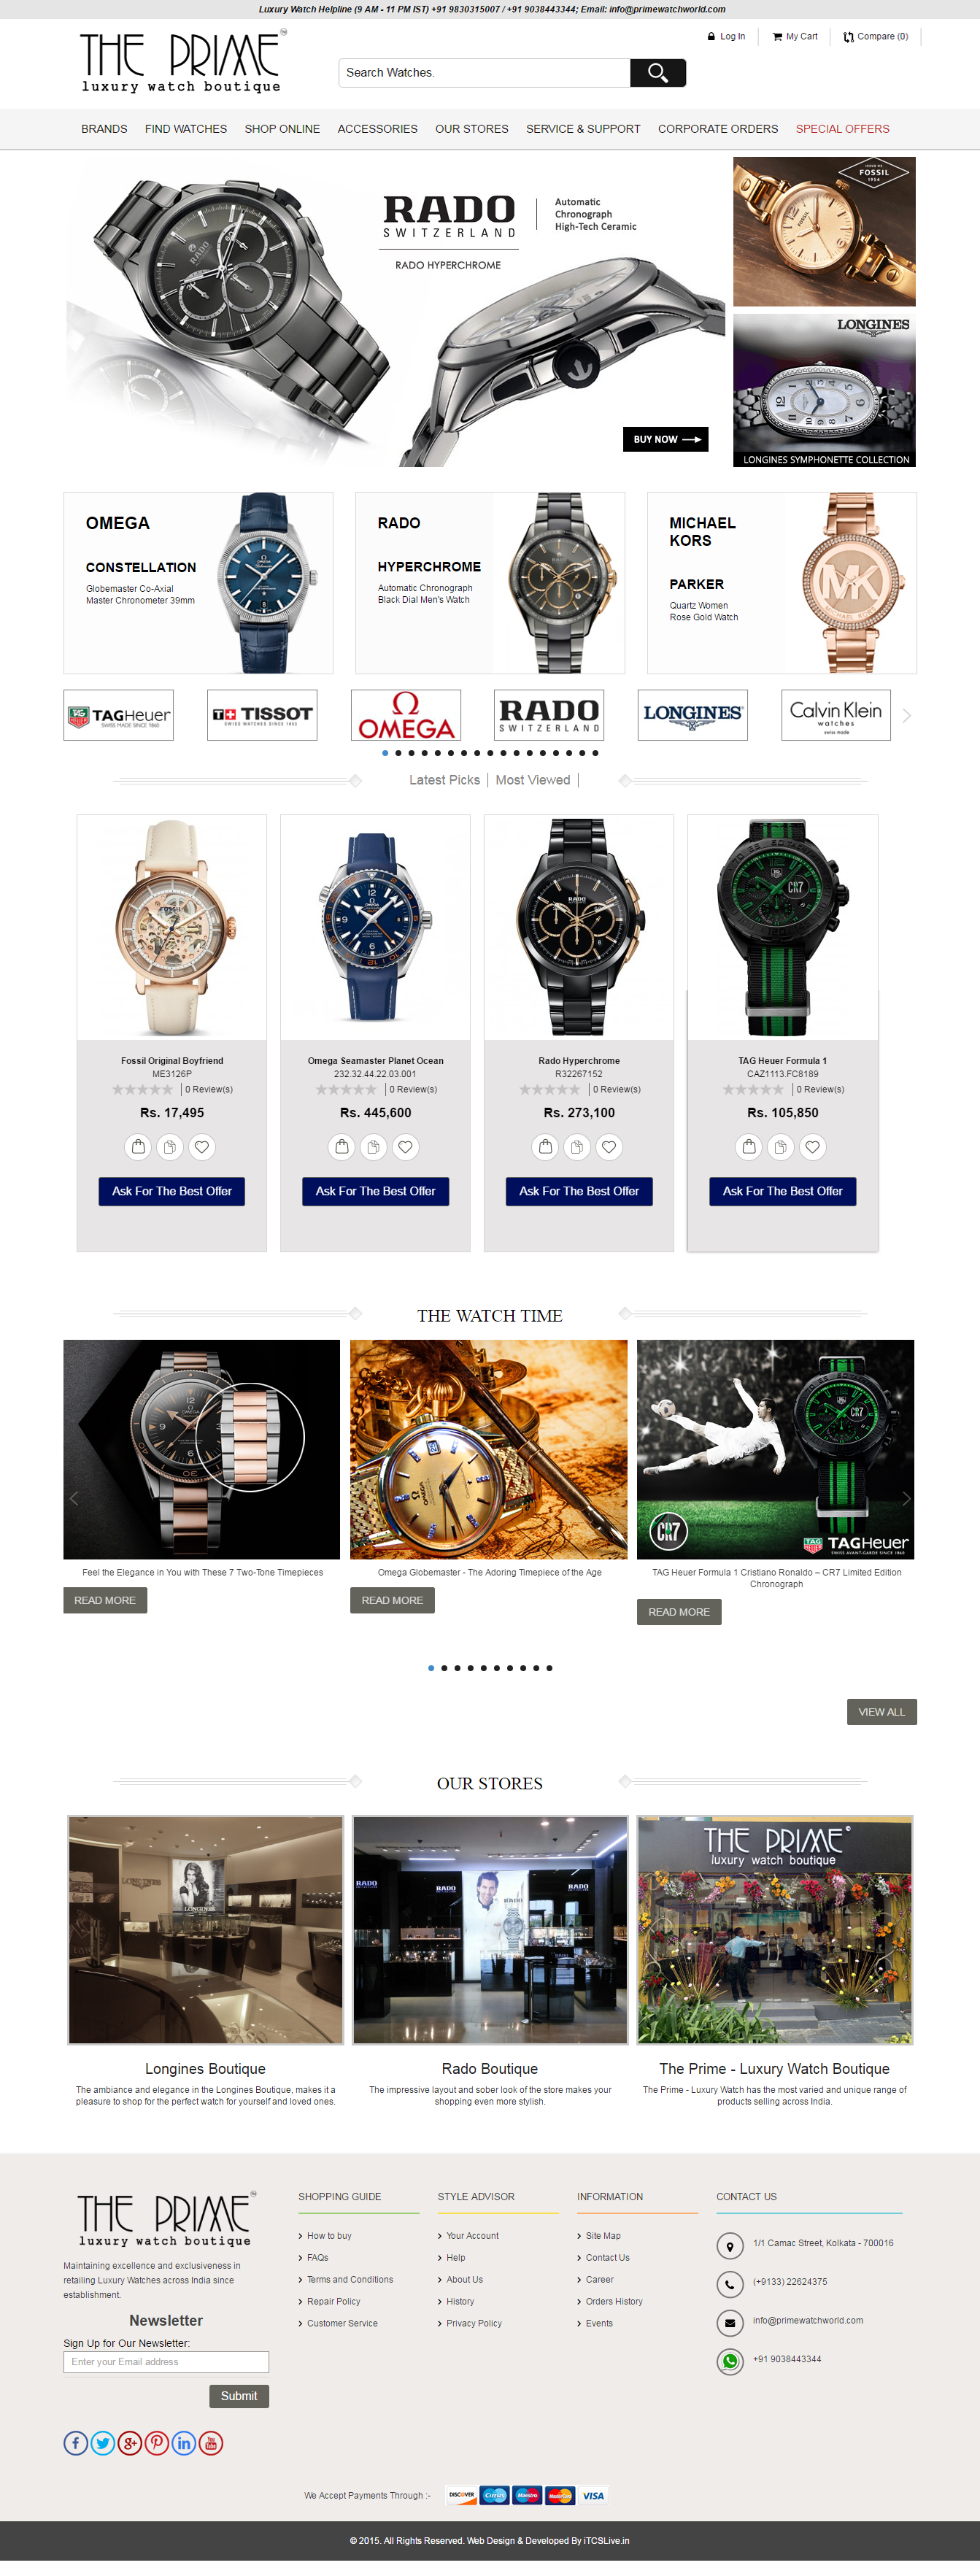 Luxury Watch Helpline (9 AM - 11 PM IST) +91 9830315007 / +91 9038443344; Email: info@primewatchworld.com
THE PRIME
luxury watch boutique
Log In
My Cart
Compare (0)
Search Watches.
BRANDS
FIND WATCHES
SHOP ONLINE
ACCESSORIES
OUR STORES
SERVICE & SUPPORT
CORPORATE ORDERS
SPECIAL OFFERS
RADO
SWITZERLAND
Automatic
Chronograph
High-Tech Ceramic
RADO HYPERCHROME
BUY NOW
FOSSIL
1954
LONGINES
LONGINES SYMPHONETTE COLLECTION
OMEGA
CONSTELLATION
Globemaster Co-Axial
Master Chronometer 39mm
RADO
HYPERCHROME
Automatic Chronograph
Black Dial Men's Watch
MICHAEL
KORS
PARKER
Quartz Women
Rose Gold Watch
MK
TAGHeuer
SWISS MADE SINCE 1860
TISSOT
SWISS WATCHES SINCE 1853
OMEGA
RADO
SWITZERLAND
LONGINES
Calvin Klein
watches
swiss made
Latest Picks
Most Viewed
Fossil Original Boyfriend
ME3126P
0 Review(s)
Rs. 17,495
Ask For The Best Offer
Omega Seamaster Planet Ocean
232.32.44.22.03.001
0 Review(s)
Rs. 445,600
Ask For The Best Offer
Rado Hyperchrome
R32267152
0 Review(s)
Rs. 273,100
Ask For The Best Offer
TAG Heuer Formula 1
CAZ1113.FC8189
0 Review(s)
Rs. 105,850
Ask For The Best Offer
THE WATCH TIME
CR7
CR7
TAGHeuer
SWISS AVANT-GARDE SINCE 1860
Feel the Elegance in You with These 7 Two-Tone Timepieces
READ MORE
Omega Globemaster - The Adoring Timepiece of the Age
READ MORE
TAG Heuer Formula 1 Cristiano Ronaldo – CR7 Limited Edition
Chronograph
READ MORE
VIEW ALL
OUR STORES
LONGINES
LONGINES
RADO
RADO
RADO
THE PRIME
luxury watch boutique
Longines Boutique
The ambiance and elegance in the Longines Boutique, makes it a
pleasure to shop for the perfect watch for yourself and loved ones.
Rado Boutique
The impressive layout and sober look of the store makes your
shopping even more stylish.
The Prime - Luxury Watch Boutique
The Prime - Luxury Watch has the most varied and unique range of
products selling across India.
THE PRIME
luxury watch boutique
Maintaining excellence and exclusiveness in
retailing Luxury Watches across India since
establishment.
Newsletter
Sign Up for Our Newsletter:
Enter your Email address
Submit
SHOPPING GUIDE
How to buy
FAQs
Terms and Conditions
Repair Policy
Customer Service
STYLE ADVISOR
Your Account
Help
About Us
History
Privacy Policy
INFORMATION
Site Map
Contact Us
Career
Orders History
Events
CONTACT US
1/1 Camac Street, Kolkata - 700016
(+9133) 22624375
info@primewatchworld.com
+91 9038443344
We Accept Payments Through :-
DISCOVER
Cirrus
Maestro
MasterCard
VISA
© 2015. All Rights Reserved. Web Design & Developed By iTCSLive.in